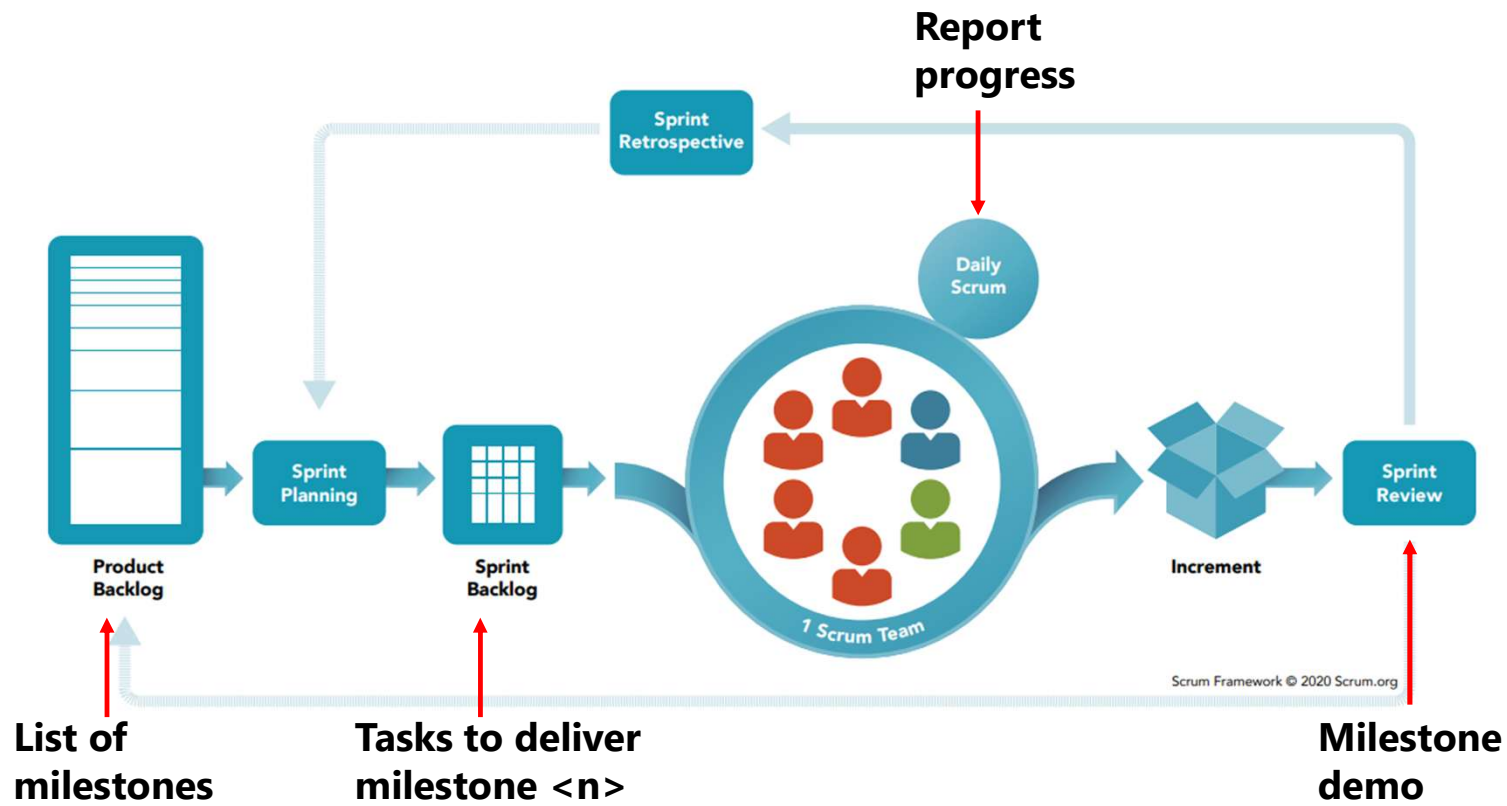 Report
progress
Sprint
Retrospective
Daily
Scrum
Sprint
Planning
Sprint
Review
Product
Backlog
Sprint
Backlog
Increment
1 Scrum Team
Scrum Framework © 2020 Scrum.org
List of
milestones
Tasks to deliver
milestone <n>
Milestone
demo